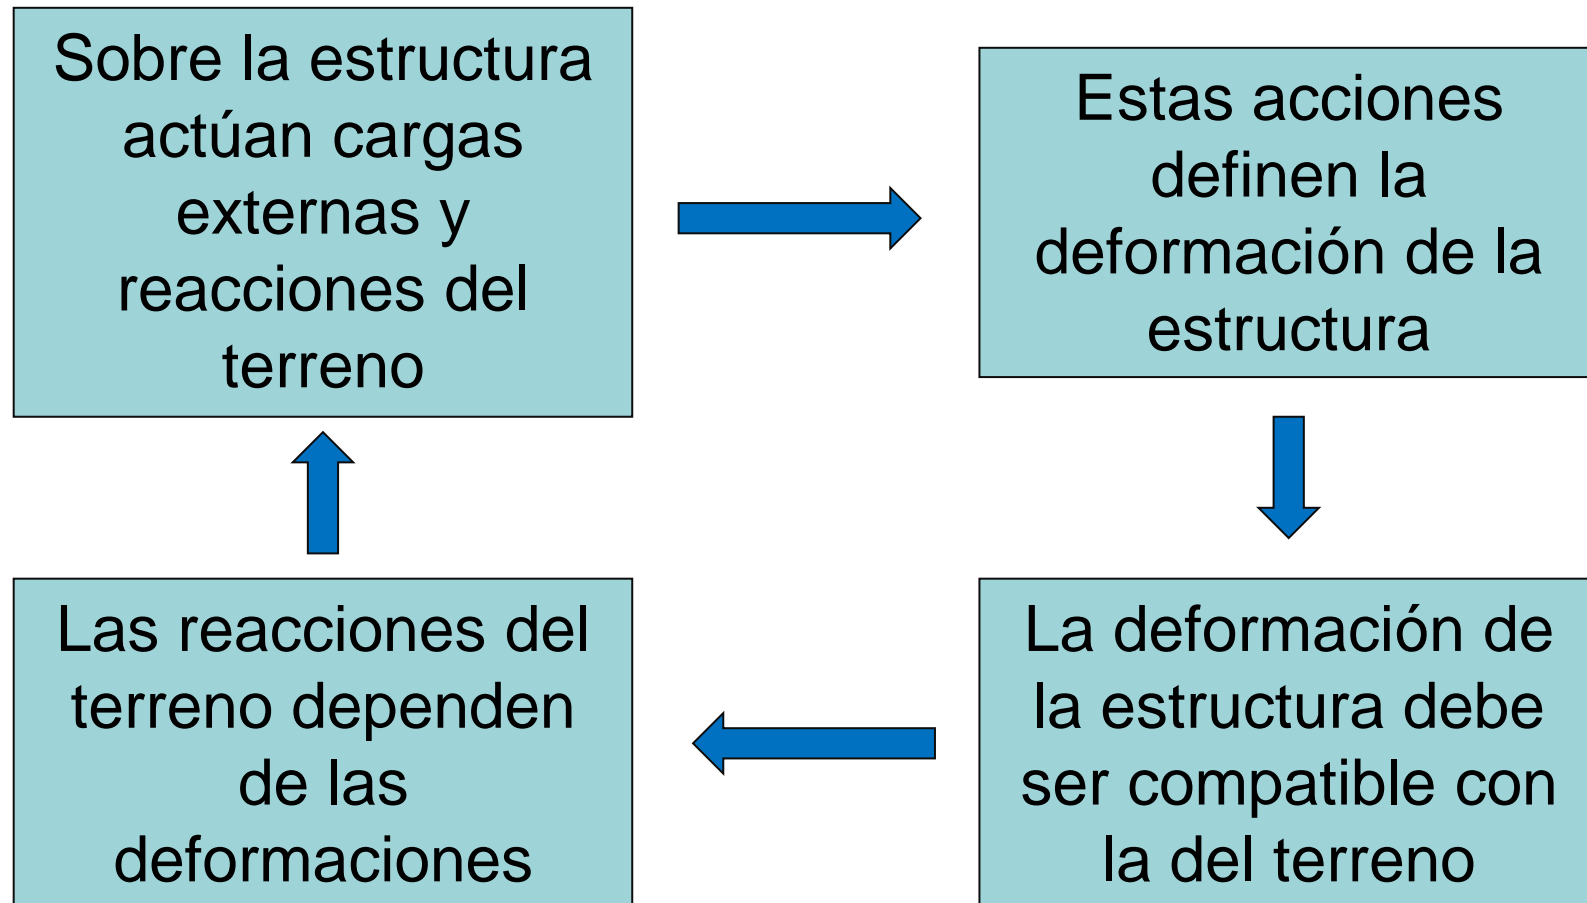 Sobre la estructura
actúan cargas
externas y
reacciones del
terreno
Estas acciones
definen la
deformación de la
estructura
Las reacciones del
terreno dependen
de las
deformaciones
La deformación de
la estructura debe
ser compatible con
la del terreno